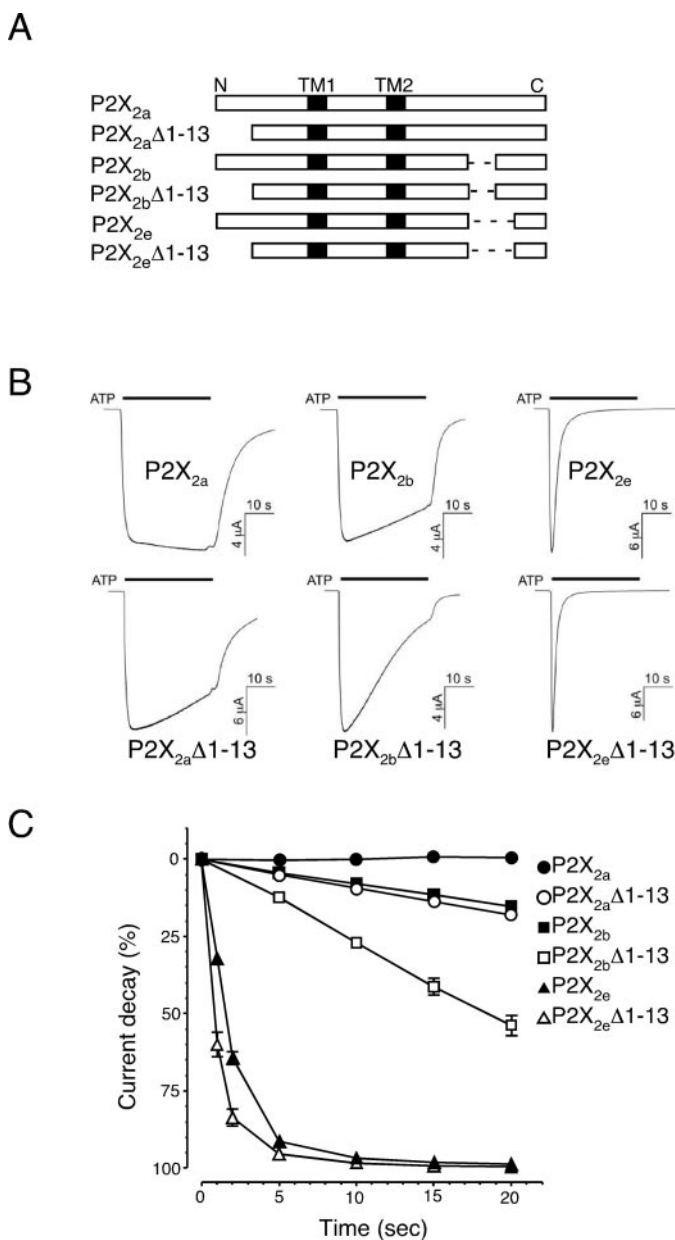 A
N TM1 TM2 C
P2X2a
P2X2aΔ1-13
P2X2b
P2X2bΔ1-13
P2X2e
P2X2eΔ1-13
B
ATP ATP ATP
P2X2a P2X2b P2X2e
10 s 10 s 10 s
4 μA 4 μA 6 μA
ATP ATP ATP
10 s 10 s 10 s
6 μA 4 μA 6 μA
P2X2aΔ1-13 P2X2bΔ1-13 P2X2eΔ1-13
C
0
25
50
75
100
Current decay (%)
P2X2a
P2X2aΔ1-13
P2X2b
P2X2bΔ1-13
P2X2e
P2X2eΔ1-13
0 5 10 15 20
Time (sec)